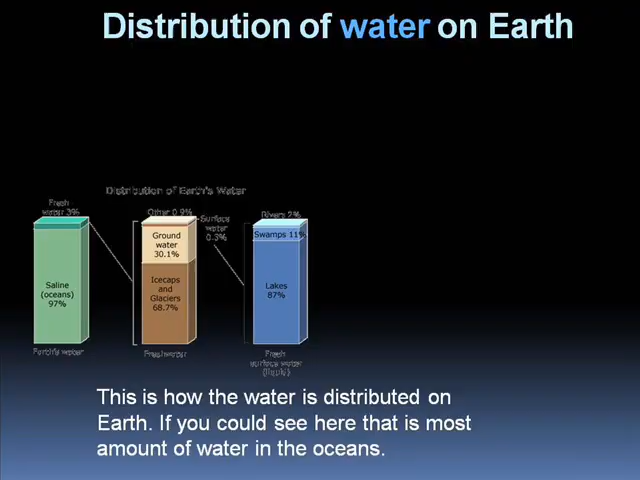 Distribution of water on Earth
Distribution of Earth's Water
Fresh
water 3%
Other 0.9%
Surface
water
0.3%
Rivers 2%
Ground
water
30.1%
Swamps 11%
Saline
(oceans)
97%
Icecaps
and
Glaciers
68.7%
Lakes
87%
Earth's water
Freshwater
Fresh
surface water
(liquid)
This is how the water is distributed on
Earth. If you could see here that is most
amount of water in the oceans.